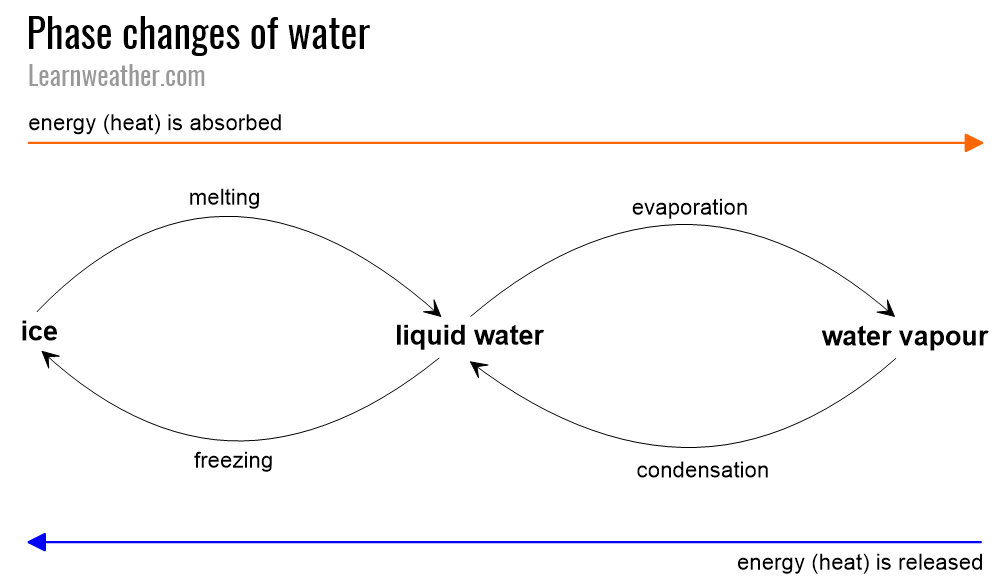 Phase changes of water
Learnweather.com
energy (heat) is absorbed
melting
evaporation
ice
liquid water
water vapour
freezing
condensation
energy (heat) is released